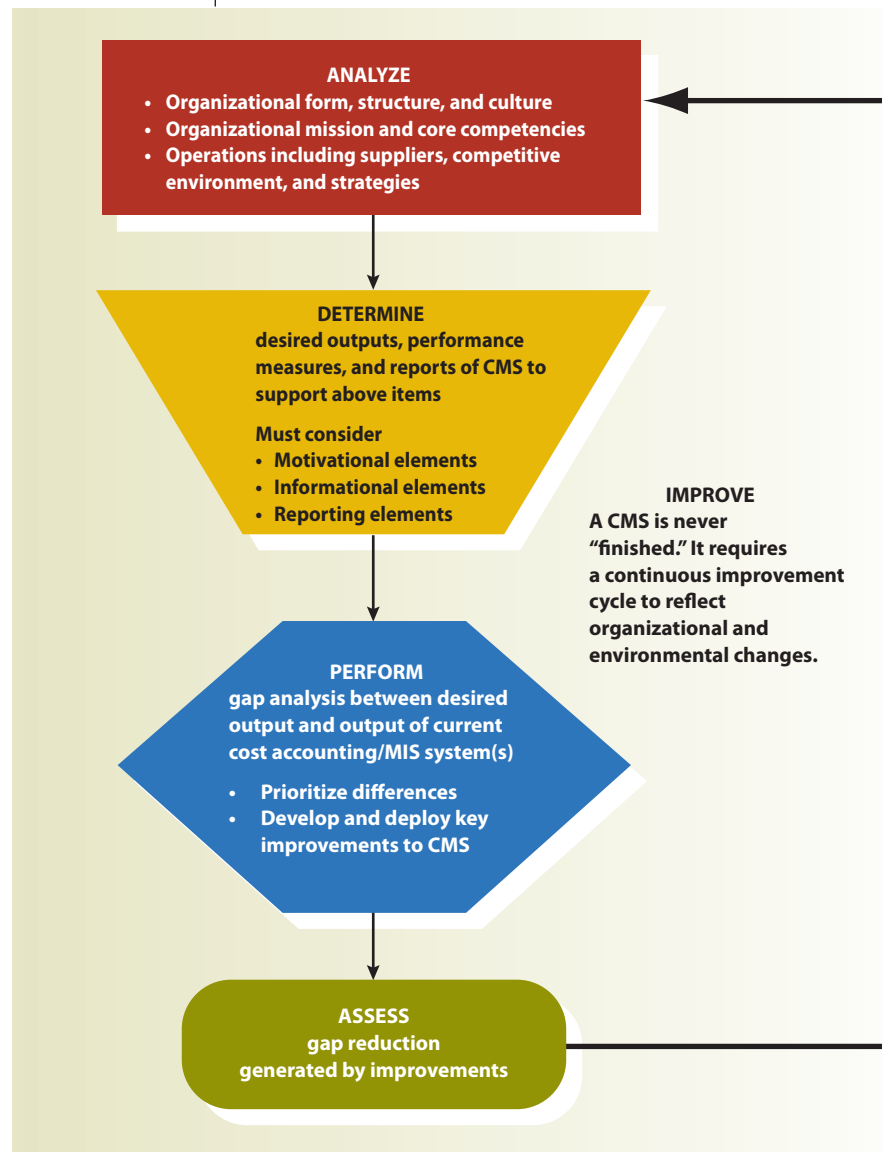 ANALYZE
• Organizational form, structure, and culture
• Organizational mission and core competencies
• Operations including suppliers, competitive
environment, and strategies
DETERMINE
desired outputs, performance
measures, and reports of CMS to
support above items
Must consider
• Motivational elements
• Informational elements
• Reporting elements
IMPROVE
A CMS is never
“finished.” It requires
a continuous improvement
cycle to reflect
organizational and
environmental changes.
PERFORM
gap analysis between desired
output and output of current
cost accounting/MIS system(s)
• Prioritize differences
• Develop and deploy key
improvements to CMS
ASSESS
gap reduction
generated by improvements